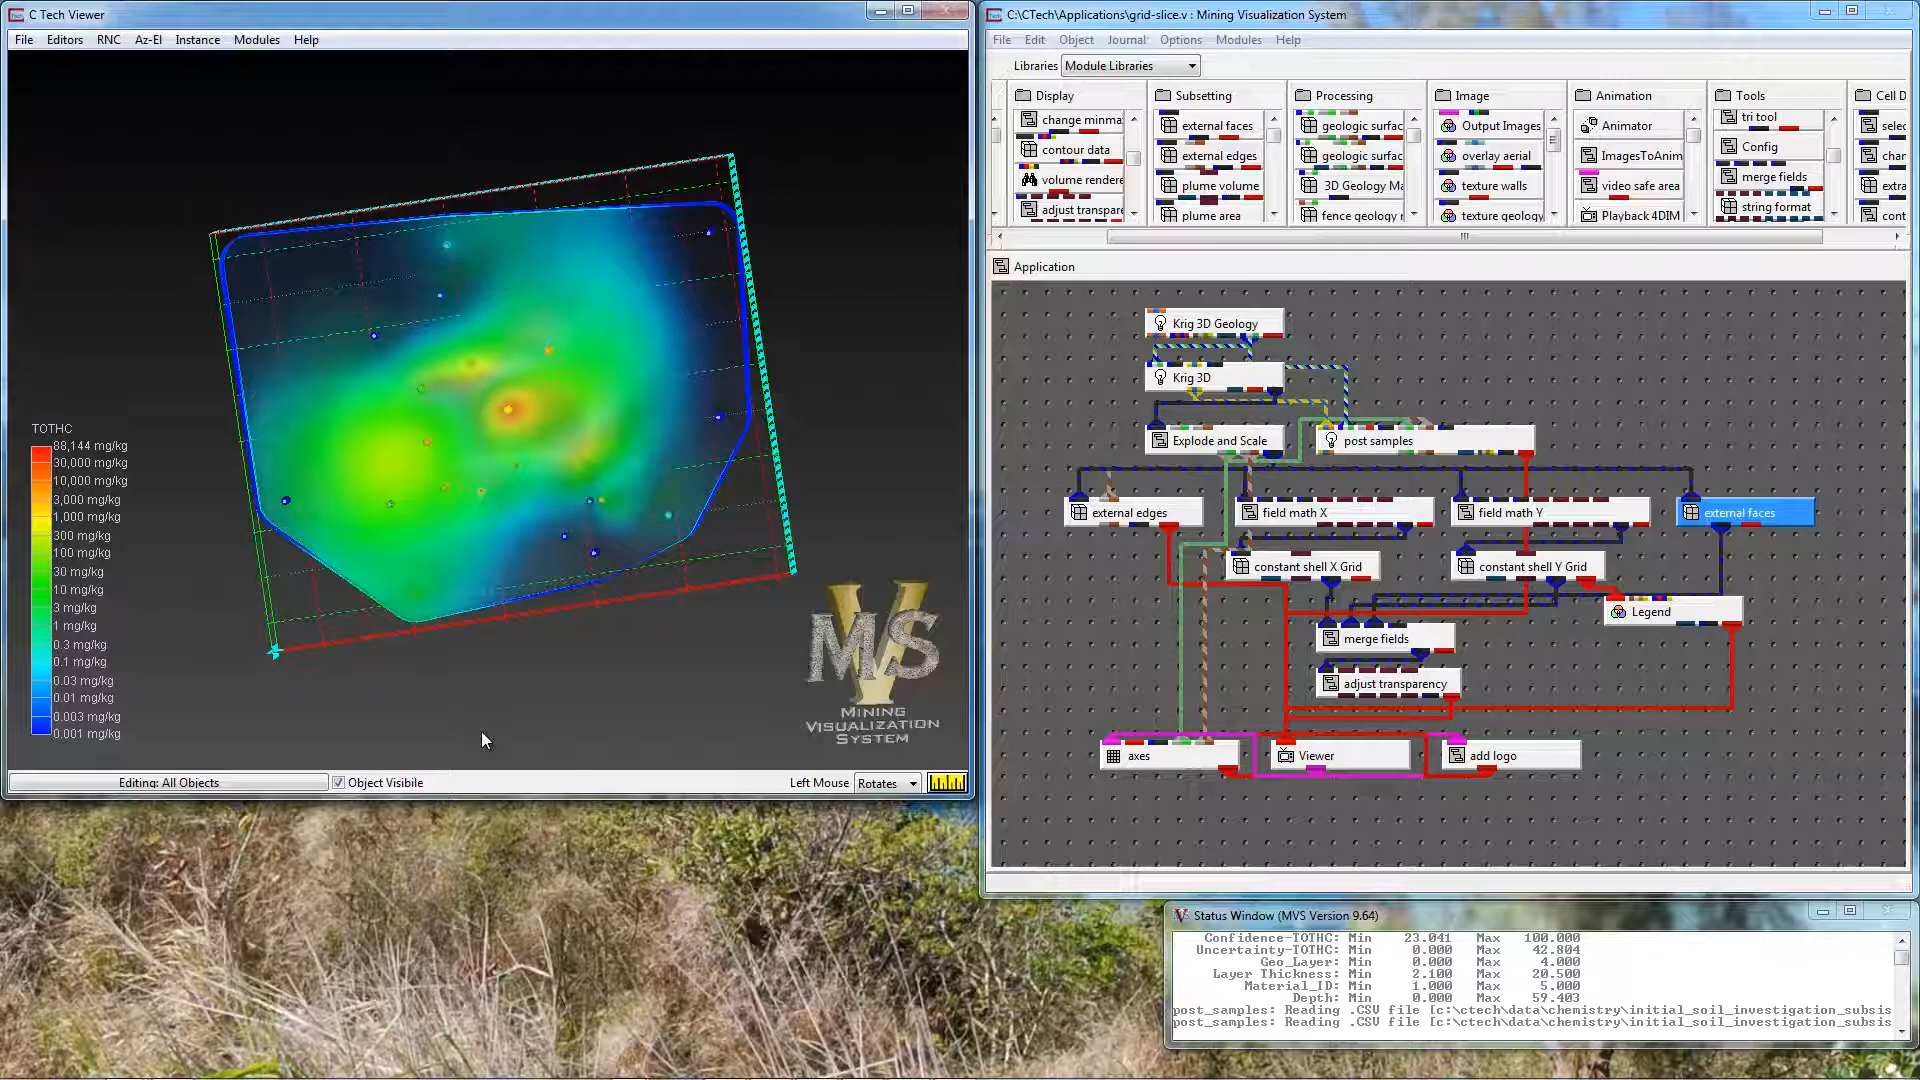 C Tech Viewer
File Editors RNC Az-El Instance Modules Help
TOTHC
88,144 mg/kg
30,000 mg/kg
10,000 mg/kg
3,000 mg/kg
1,000 mg/kg
300 mg/kg
100 mg/kg
30 mg/kg
10 mg/kg
3 mg/kg
1 mg/kg
0.3 mg/kg
0.1 mg/kg
0.03 mg/kg
0.01 mg/kg
0.003 mg/kg
0.001 mg/kg
MVS
MINING
VISUALIZATION
SYSTEM
Editing: All Objects
Object Visibile
Left Mouse Rotates
C:\CTech\Applications\grid-slice.v : Mining Visualization System
File Edit Object Journal Options Modules Help
Libraries Module Libraries
Display
change minma
contour data
volume rendere
adjust transpare
Subsetting
external faces
external edges
plume volume
plume area
Processing
geologic surfac
geologic surfac
3D Geology Ma
fence geology r
Image
Output Images
overlay aerial
texture walls
texture geology
Animation
Animator
ImagesToAnim
video safe area
Playback 4DIM
Tools
tri tool
Config
merge fields
string format
Cell D
selec
char
extra
cont
Application
Krig 3D Geology
Krig 3D
Explode and Scale
post samples
external edges
field math X
field math Y
external faces
constant shell X Grid
constant shell Y Grid
Legend
merge fields
adjust transparency
axes
Viewer
add logo
Status Window (MVS Version 9.64)
Confidence-TOTHC: Min 23.041 Max 100.000
Uncertainty-TOTHC: Min 0.000 Max 42.804
Geo_Layer: Min 0.000 Max 4.000
Layer Thickness: Min 2.100 Max 20.500
Material_ID: Min 1.000 Max 5.000
Depth: Min 0.000 Max 59.403
post_samples: Reading .CSV file [c:\ctech\data\chemistry\initial_soil_investigation_subsis
post_samples: Reading .CSV file [c:\ctech\data\chemistry\initial_soil_investigation_subsis